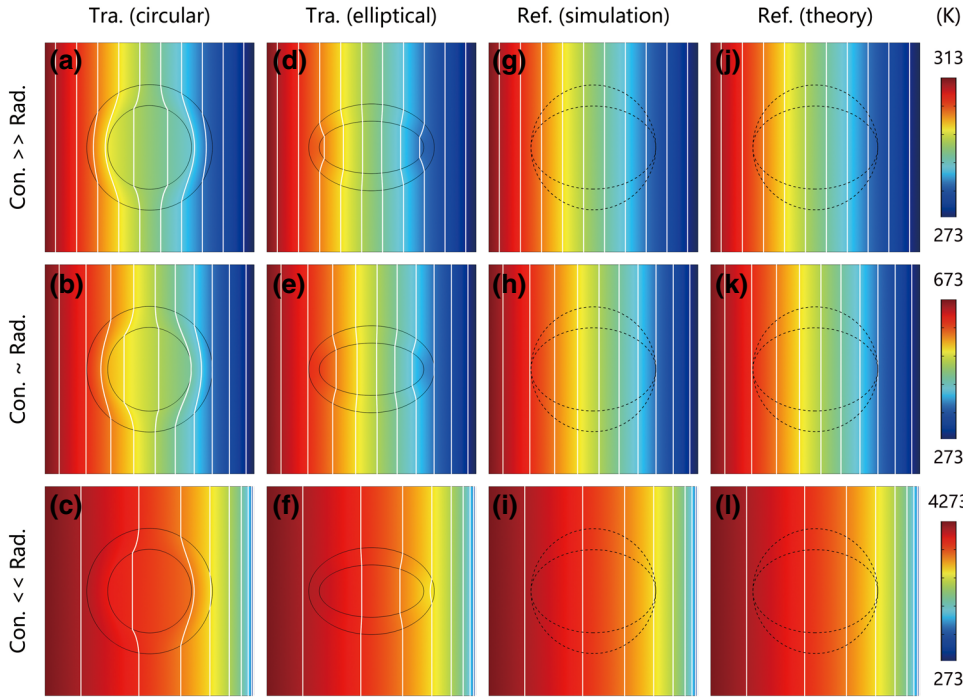 Tra. (circular) Tra. (elliptical) Ref. (simulation) Ref. (theory) (K)
Con. >> Rad.
(a) (d) (g) (j) 313
273
Con. ~ Rad.
(b) (e) (h) (k) 673
273
Con. << Rad.
(c) (f) (i) (l) 4273
273